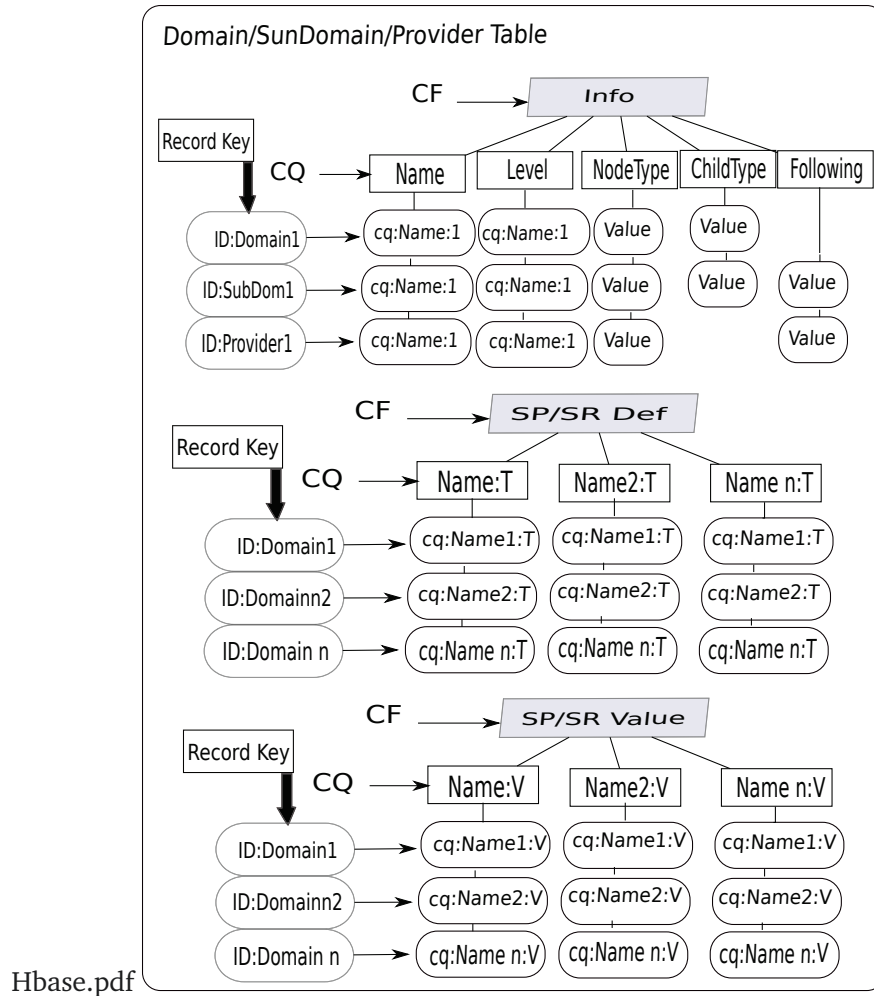 Domain/SunDomain/Provider Table
CF Info
Record Key
CQ Name Level NodeType ChildType Following
ID:Domain1 cq:Name:1 cq:Name:1 Value Value
ID:SubDom1 cq:Name:1 cq:Name:1 Value Value Value
ID:Provider1 cq:Name:1 cq:Name:1 Value Value
CF SP/SR Def
Record Key
CQ Name:T Name2:T Name n:T
ID:Domain1 cq:Name1:T cq:Name1:T cq:Name1:T
ID:Domainn2 cq:Name2:T cq:Name2:T cq:Name2:T
ID:Domain n cq:Name n:T cq:Name n:T cq:Name n:T
CF SP/SR Value
Record Key
CQ Name:V Name2:V Name n:V
ID:Domain1 cq:Name1:V cq:Name1:V cq:Name1:V
ID:Domainn2 cq:Name2:V cq:Name2:V cq:Name2:V
ID:Domain n cq:Name n:V cq:Name n:V cq:Name n:V
Hbase.pdf